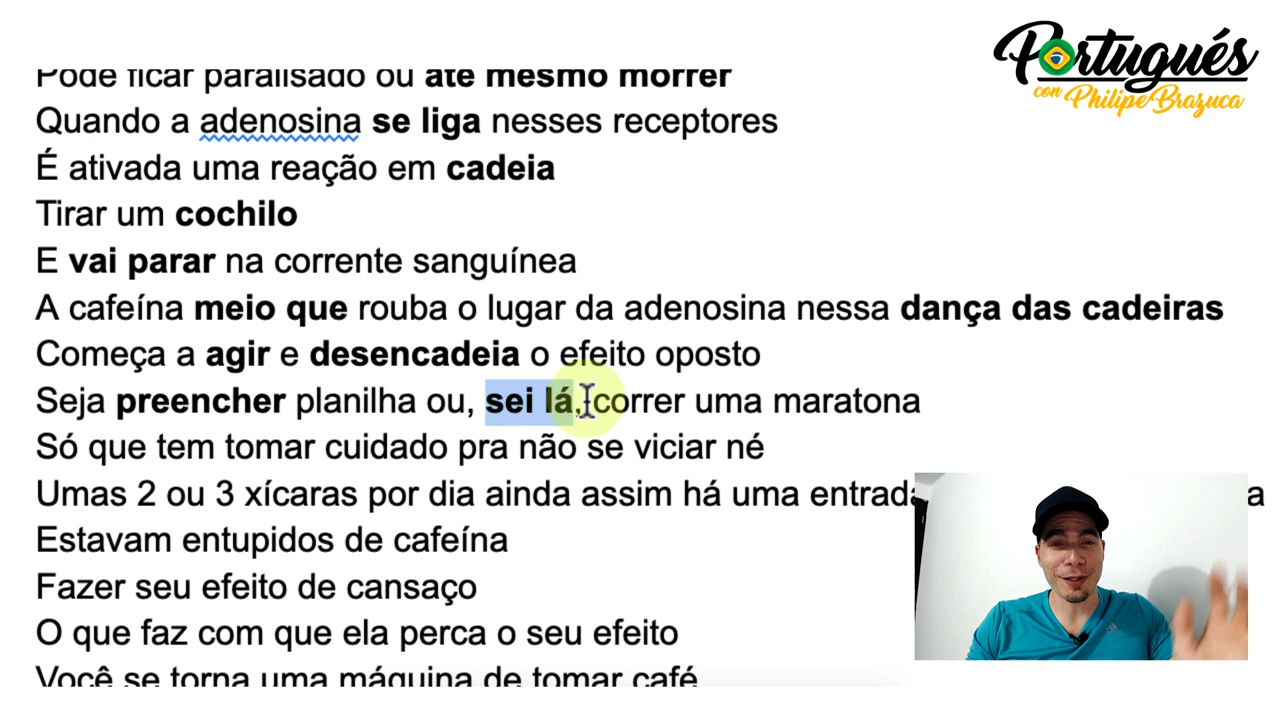 Portugués
con PhilipeBrazuca
Pode ficar paralisado ou até mesmo morrer
Quando a adenosina se liga nesses receptores
É ativada uma reação em cadeia
Tirar um cochilo
E vai parar na corrente sanguínea
A cafeína meio que rouba o lugar da adenosina nessa dança das cadeiras
Começa a agir e desencadeia o efeito oposto
Seja preencher planilha ou, sei lá, correr uma maratona
Só que tem tomar cuidado pra não se viciar né
Umas 2 ou 3 xícaras por dia ainda assim há uma
Estavam entupidos de cafeína
Fazer seu efeito de cansaço
O que faz com que ela perca o seu efeito
Você se torna uma máquina de tomar café